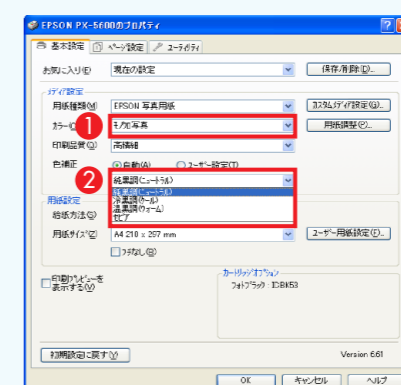 EPSON PX-5600のプロパティ
基本設定 ページ設定 ユーティリティ
お気に入り(E) 現在の設定 保存/削除(D)...
メディア設定
用紙種類(M) EPSON 写真用紙 カスタムメディア設定(G)...
カラー 1 モノクロ写真 用紙調整(P)...
印刷品質(Q) 高精細
色補正 自動(A) ユーザー設定(T)
2 純黒調(ニュートラル)
純黒調(ニュートラル)
冷黒調(クール)
温黒調(ウォーム)
セピア
用紙設定
給紙方法(S)
用紙サイズ(Z) A4 210 x 297 mm ユーザー用紙設定(F)...
フチなし(B)
印刷プレビューを
表示する(V)
カートリッジオプション
フォトブラック : ICBK53
初期設定に戻す(Y) Version 6.61
OK キャンセル ヘルプ